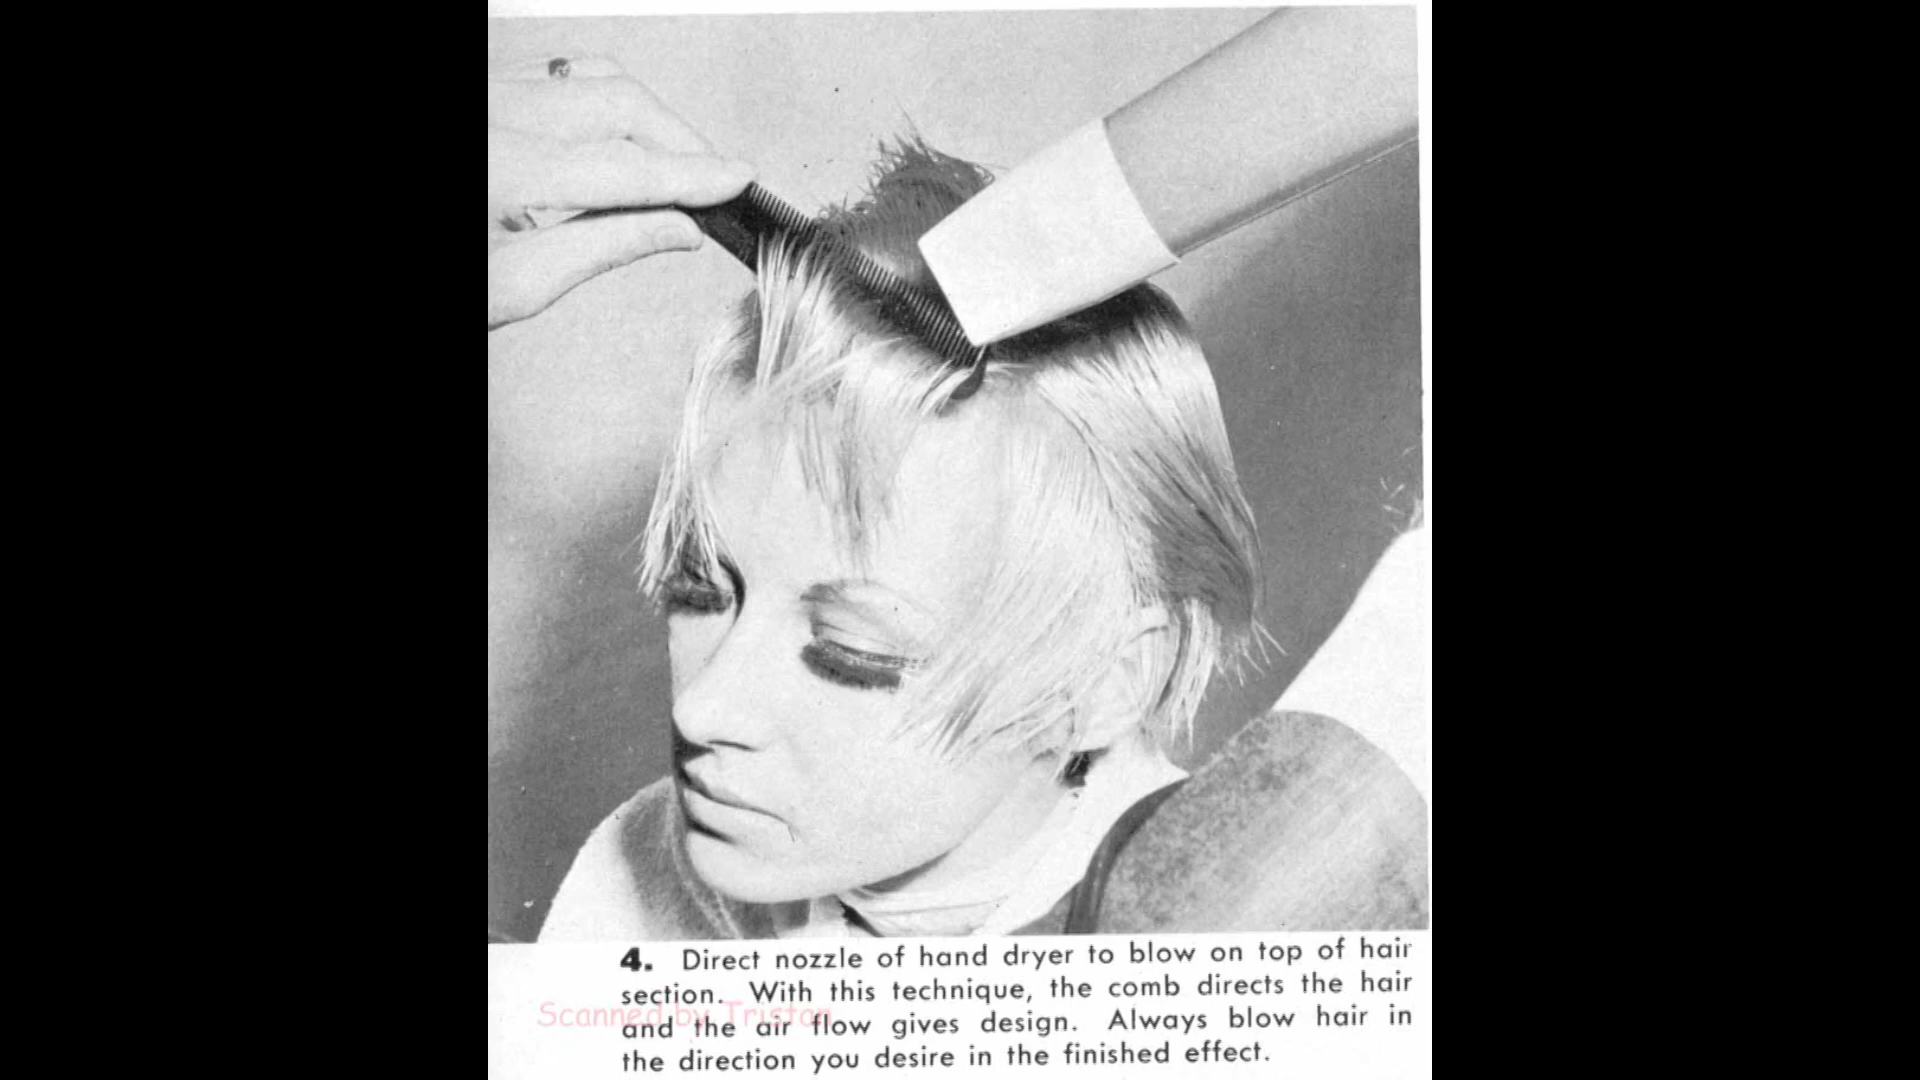 4. Direct nozzle of hand dryer to blow on top of hair
section. With this technique, the comb directs the hair
Scanned by Tristan
and the air flow gives design. Always blow hair in
the direction you desire in the finished effect.